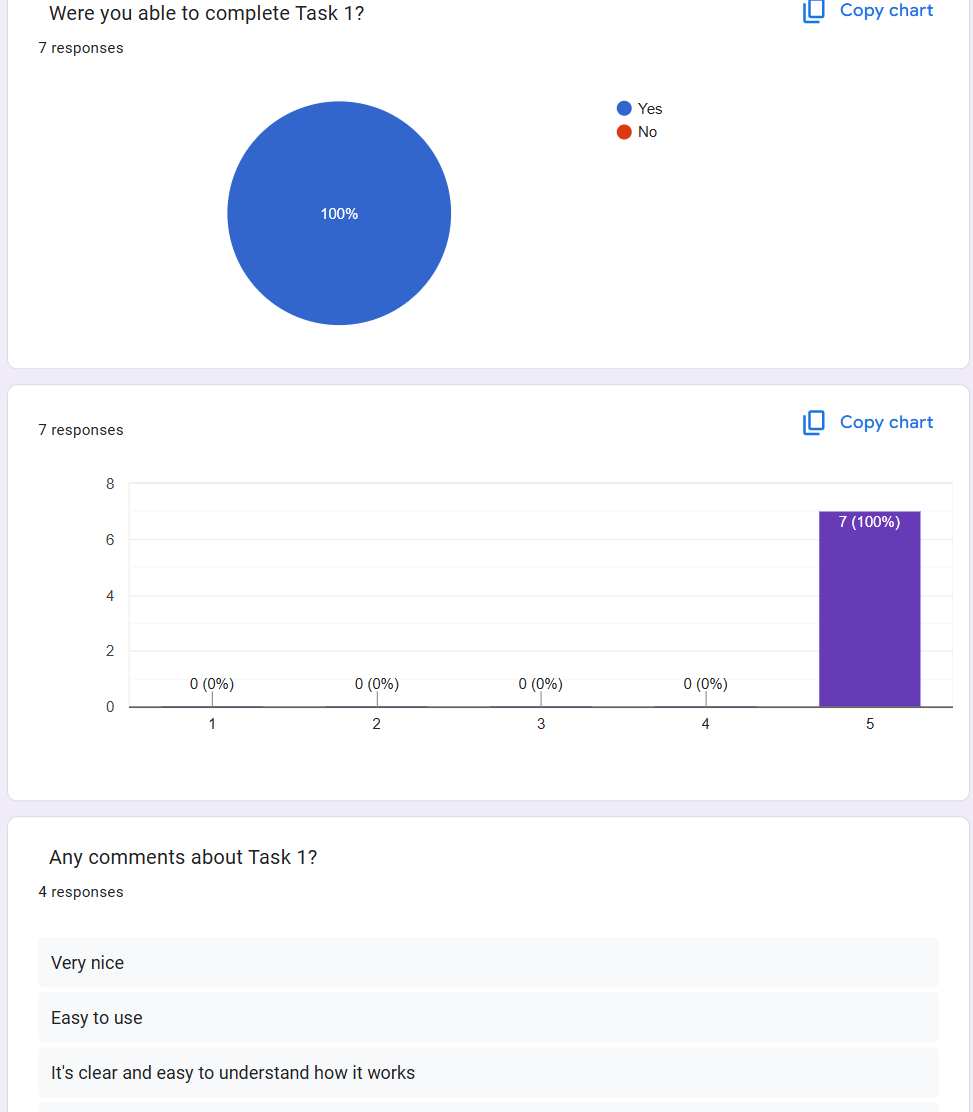 Were you able to complete Task 1?
Copy chart
7 responses
Yes
No
100%
7 responses
Copy chart
8
6
4
2
0
0 (0%)
0 (0%)
0 (0%)
0 (0%)
7 (100%)
1
2
3
4
5
Any comments about Task 1?
4 responses
Very nice
Easy to use
It's clear and easy to understand how it works